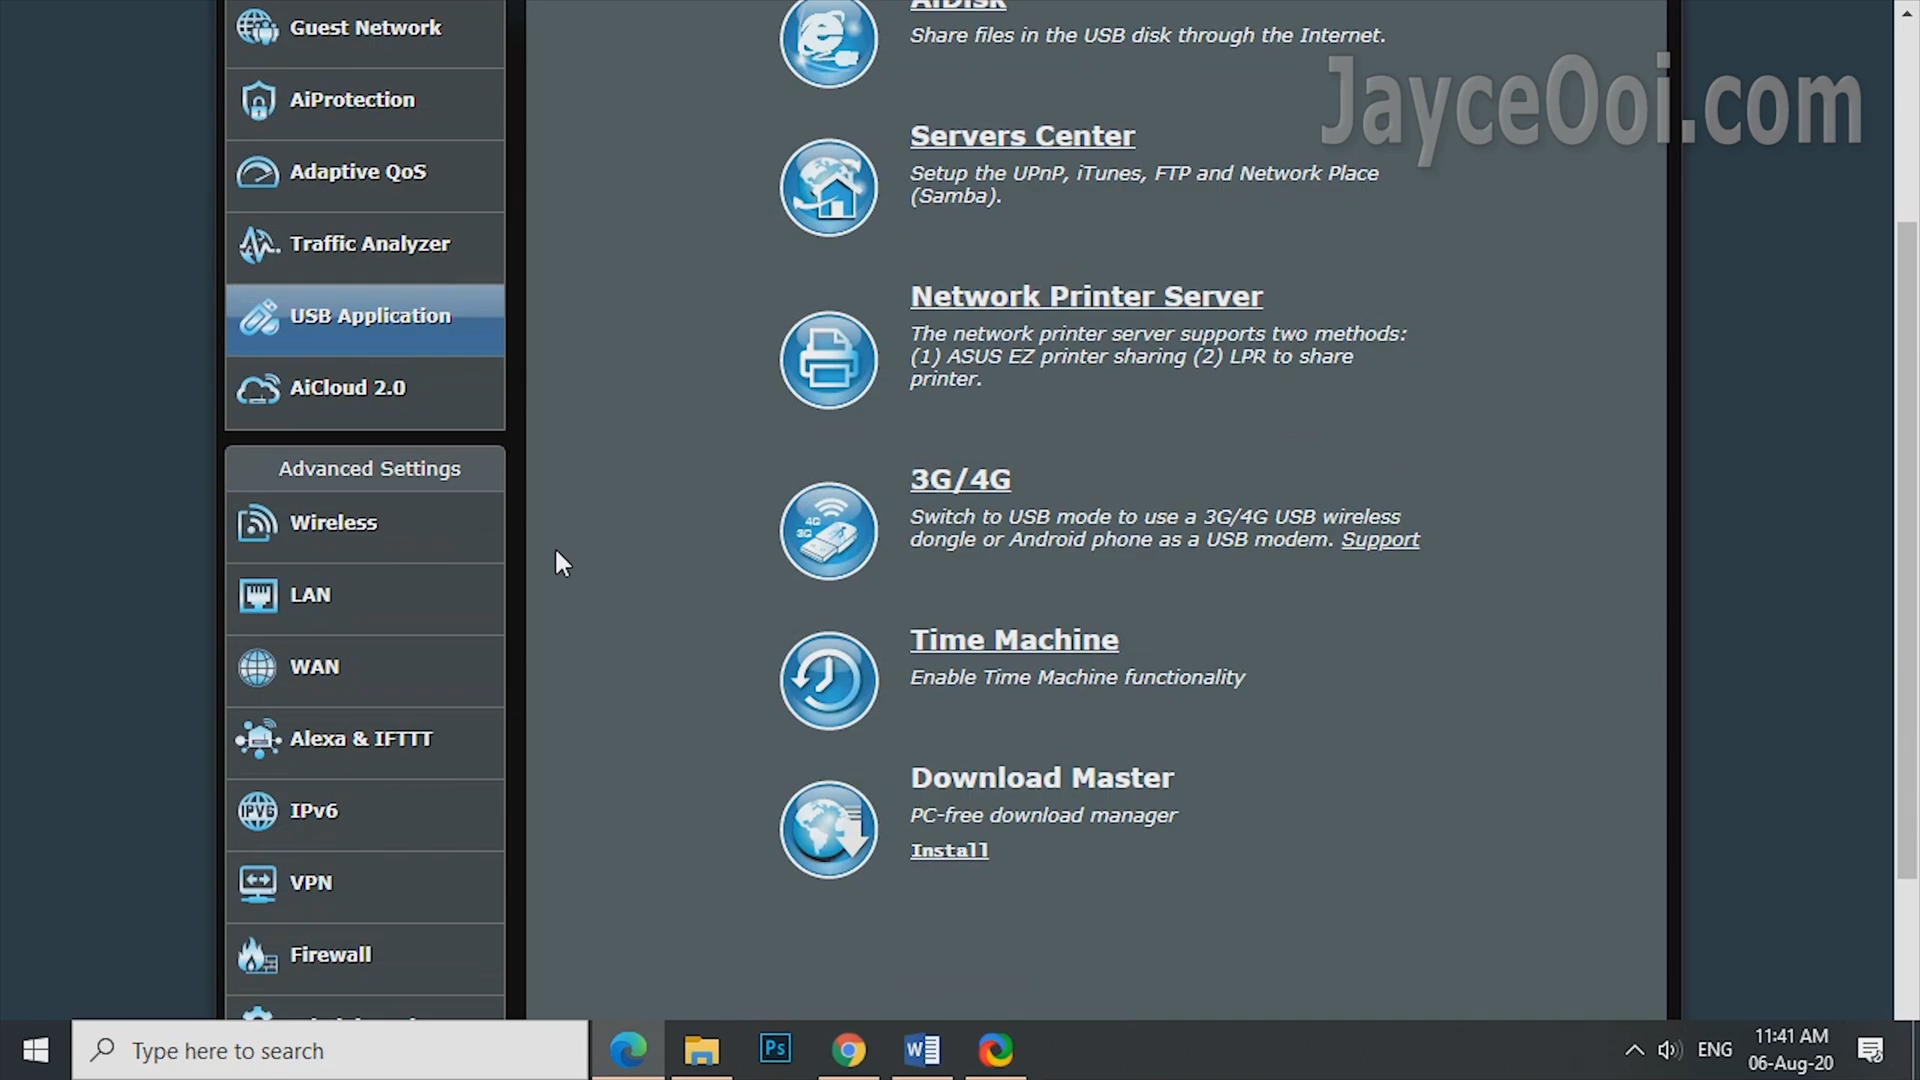 AiDisk
Share files in the USB disk through the Internet.
JayceOoi.com
Servers Center
Setup the UPnP, iTunes, FTP and Network Place
(Samba).
Network Printer Server
The network printer server supports two methods:
(1) ASUS EZ printer sharing (2) LPR to share
printer.
3G/4G
4G
3G
Switch to USB mode to use a 3G/4G USB wireless
dongle or Android phone as a USB modem. Support
Time Machine
Enable Time Machine functionality
Download Master
PC-free download manager
Install
Guest Network
AiProtection
Adaptive QoS
Traffic Analyzer
USB Application
AiCloud 2.0
Advanced Settings
Wireless
LAN
WAN
Alexa & IFTTT
IPV6
IPv6
VPN
Firewall
Type here to search
Ps
W
ENG
11:41 AM
06-Aug-20